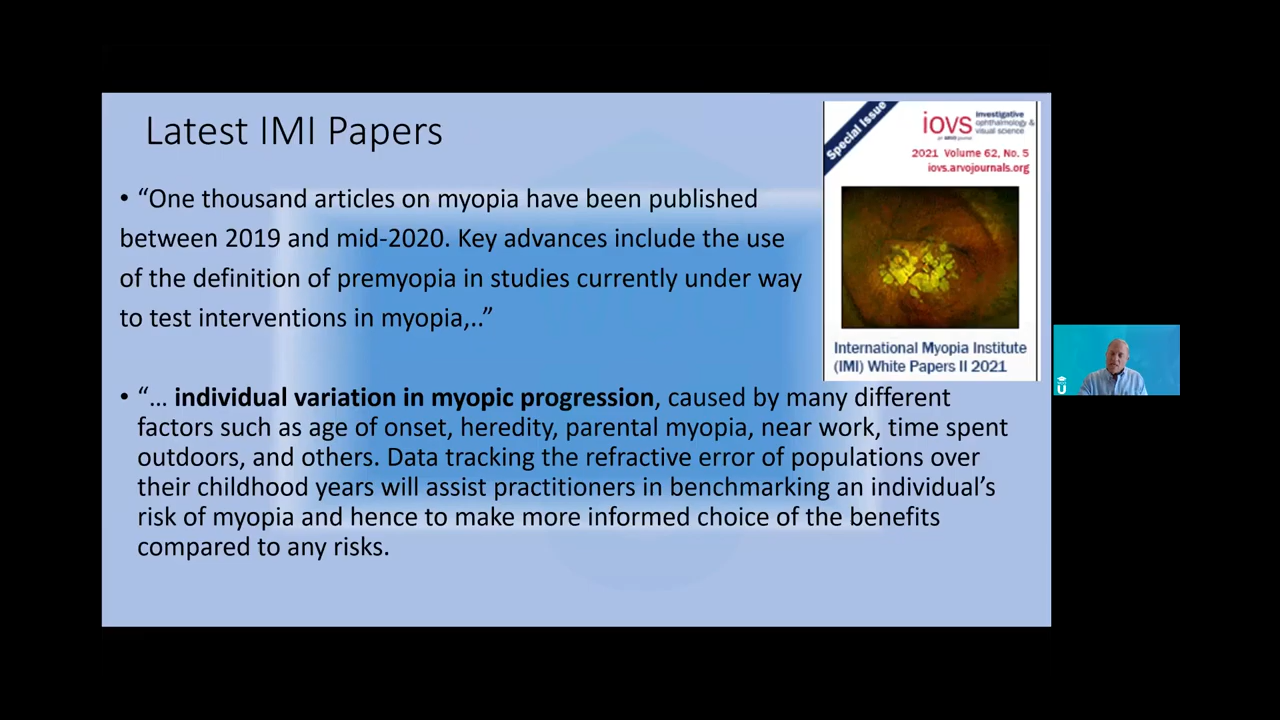 Latest IMI Papers
• “One thousand articles on myopia have been published
between 2019 and mid-2020. Key advances include the use
of the definition of premyopia in studies currently under way
to test interventions in myopia,..”
• “… individual variation in myopic progression, caused by many different
factors such as age of onset, heredity, parental myopia, near work, time spent
outdoors, and others. Data tracking the refractive error of populations over
their childhood years will assist practitioners in benchmarking an individual’s
risk of myopia and hence to make more informed choice of the benefits
compared to any risks.
Special Issue
iovs
Investigative
ophthalmology &
visual science
an ARVO journal
2021 Volume 62, No. 5
iovs.arvojournals.org
International Myopia Institute
(IMI) White Papers II 2021
U